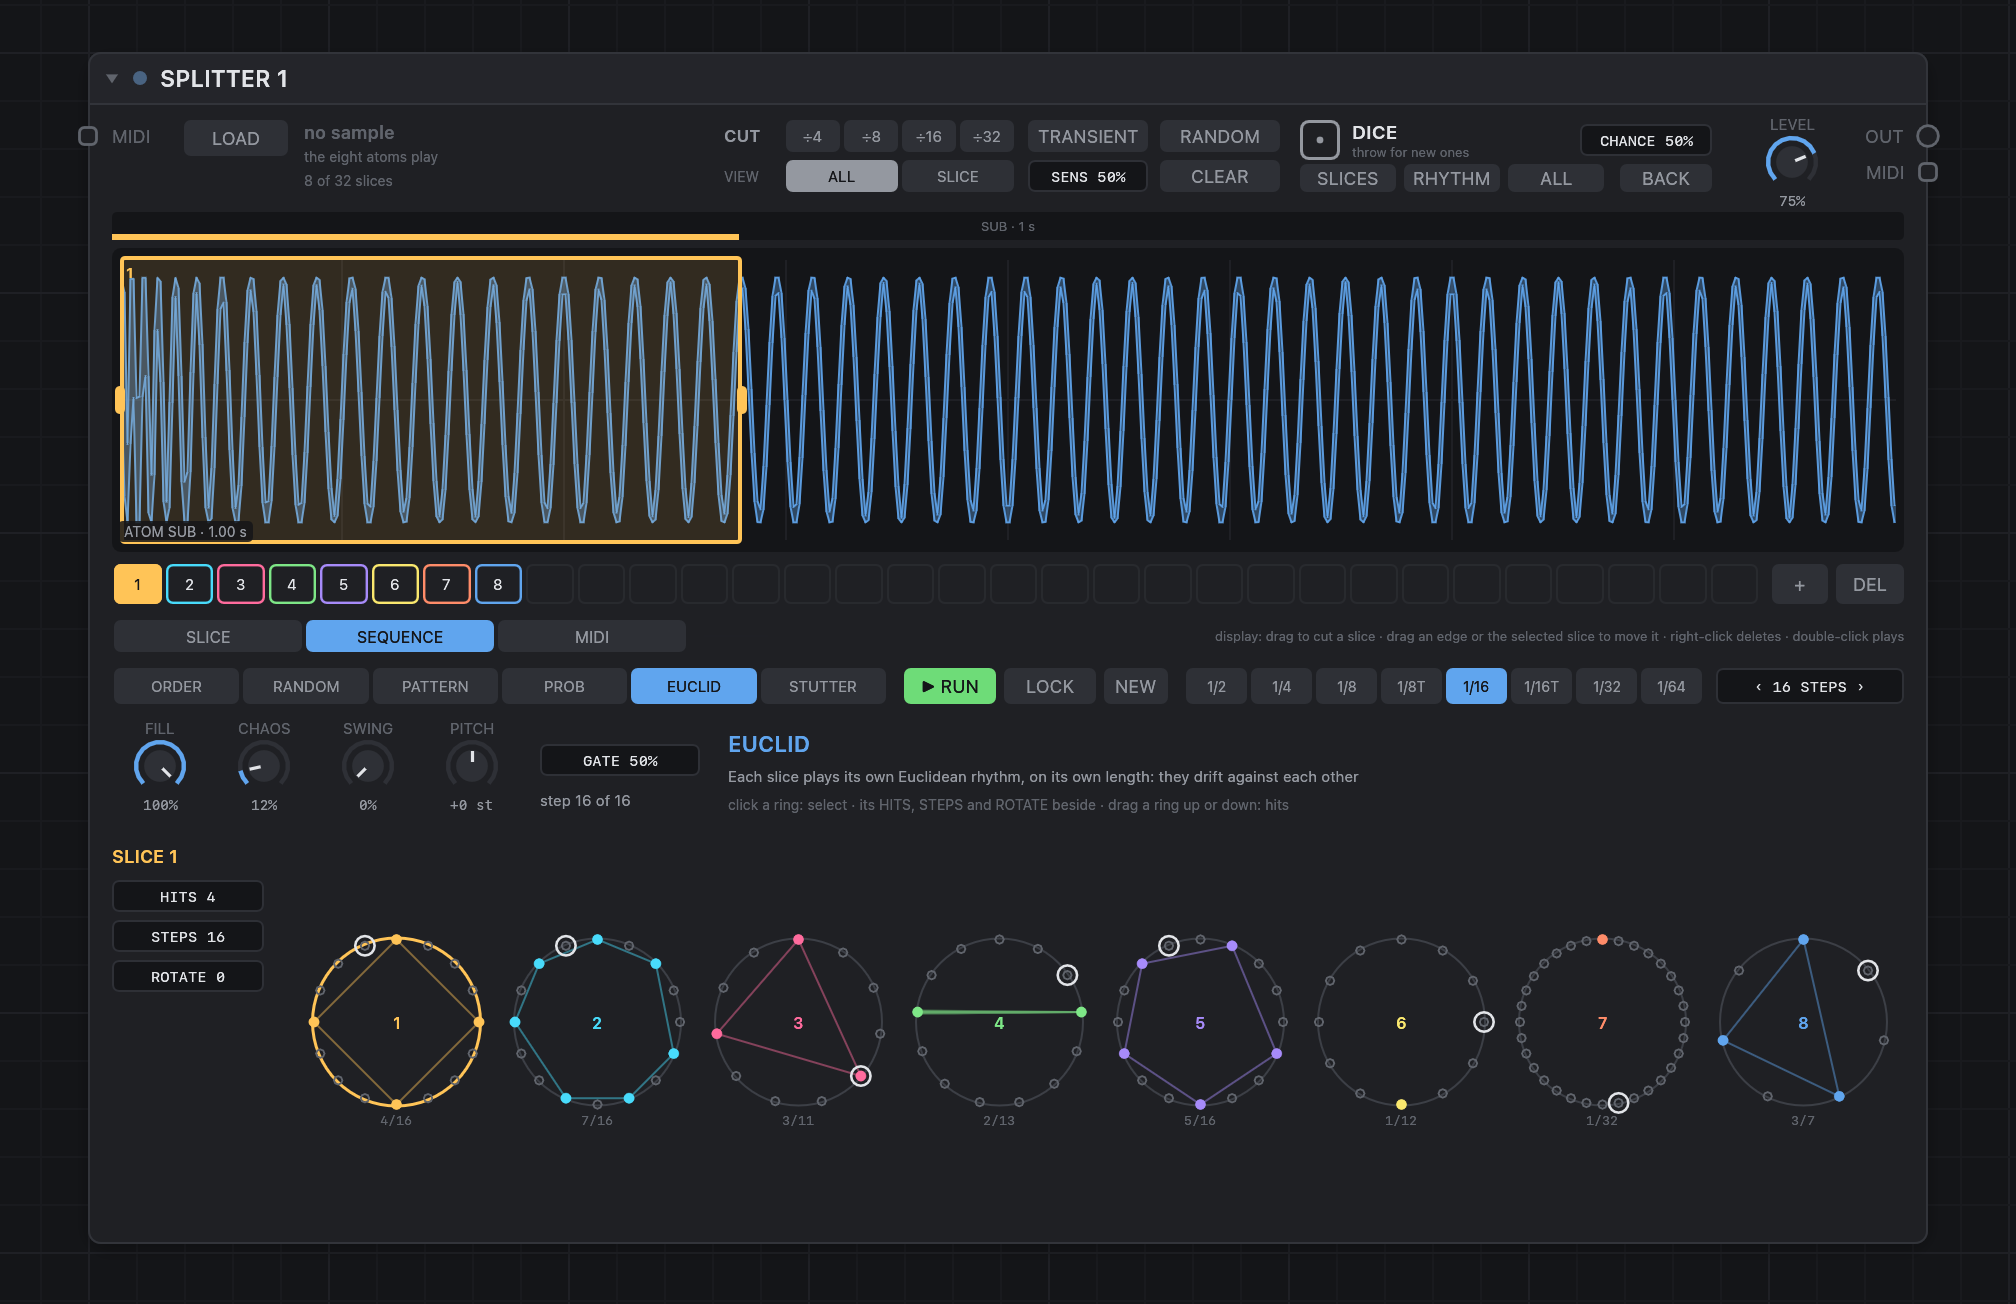 SPLITTER 1
MIDI
LOAD
no sample
the eight atoms play
8 of 32 slices
CUT
÷4
÷8
÷16
÷32
TRANSIENT
RANDOM
VIEW
ALL
SLICE
SENS 50%
CLEAR
DICE
throw for new ones
CHANCE 50%
SLICES
RHYTHM
ALL
BACK
LEVEL
75%
OUT
MIDI
SUB · 1 s
1
ATOM SUB · 1.00 s
1 2 3 4 5 6 7 8
+
DEL
SLICE
SEQUENCE
MIDI
display: drag to cut a slice · drag an edge or the selected slice to move it · right-click deletes · double-click plays
ORDER
RANDOM
PATTERN
PROB
EUCLID
STUTTER
RUN
LOCK
NEW
1/2
1/4
1/8
1/8T
1/16
1/16T
1/32
1/64
‹ 16 STEPS ›
FILL
100%
CHAOS
12%
SWING
0%
PITCH
+0 st
GATE 50%
step 16 of 16
EUCLID
Each slice plays its own Euclidean rhythm, on its own length: they drift against each other
click a ring: select · its HITS, STEPS and ROTATE beside · drag a ring up or down: hits
SLICE 1
HITS 4
STEPS 16
ROTATE 0
1
4/16
2
7/16
3
3/11
4
2/13
5
5/16
6
1/12
7
1/32
8
3/7